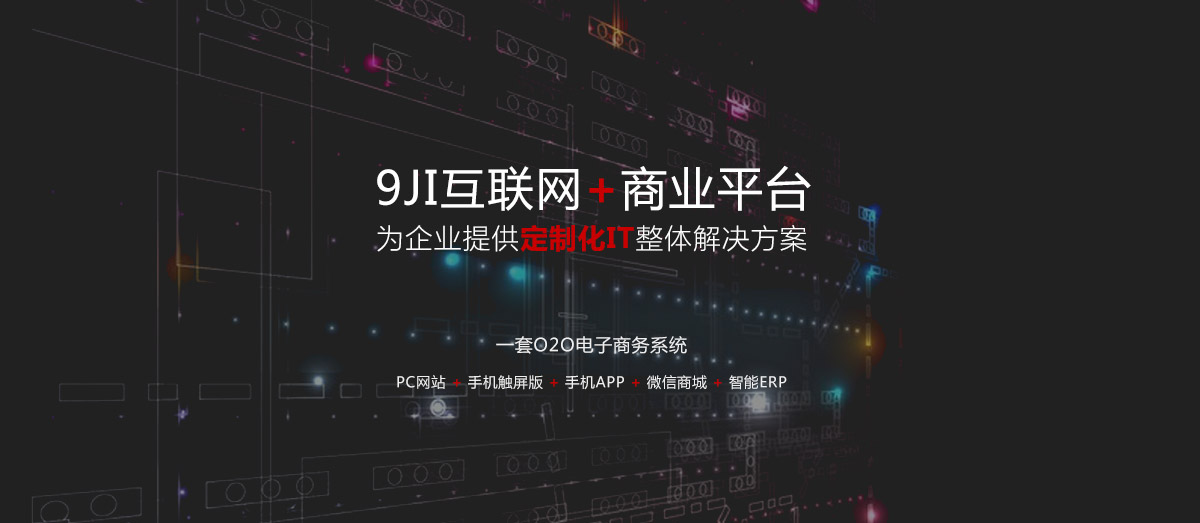 9JI互联网+商业平台
为企业提供定制化IT整体解决方案
一套O2O电子商务系统
PC网站 + 手机触屏版 + 手机APP + 微信商城 + 智能ERP